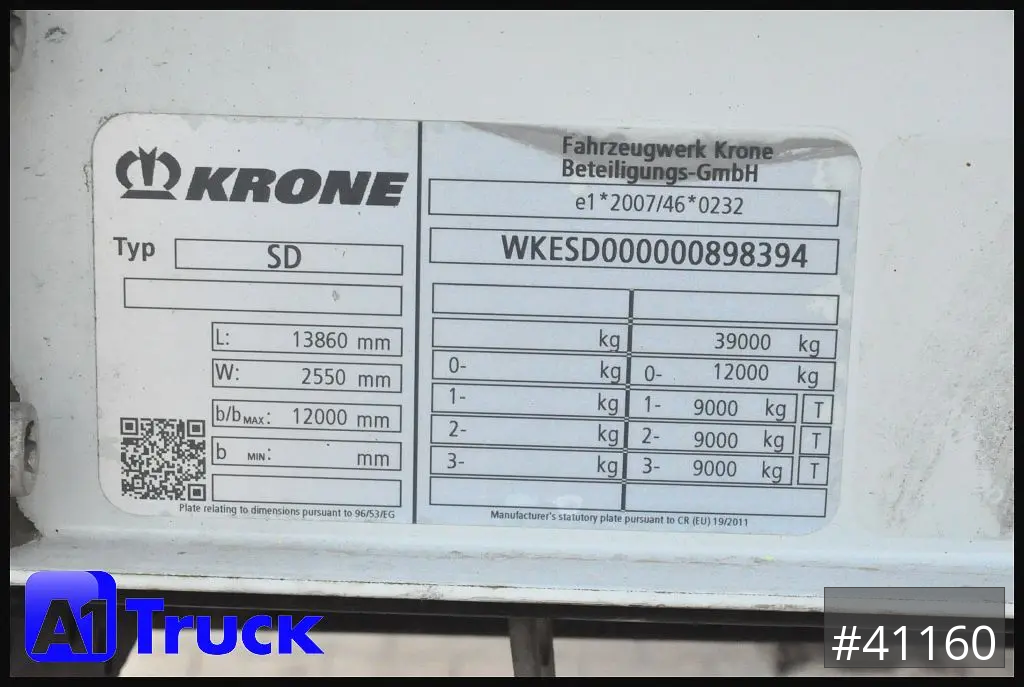 KRONE
Typ SD
L: 13860 mm
W: 2550 mm
b/b MAX: 12000 mm
b MIN: mm
Plate relating to dimensions pursuant to 96/53/EG
Fahrzeugwerk Krone
Beteiligungs-GmbH
e1*2007/46*0232
WKESD000000898394
kg 39000 kg
0- kg 0- 12000 kg
1- kg 1- 9000 kg T
2- kg 2- 9000 kg T
3- kg 3- 9000 kg T
Manufacturer's statutory plate pursuant to CR (EU) 19/2011
A1 Truck
#41160